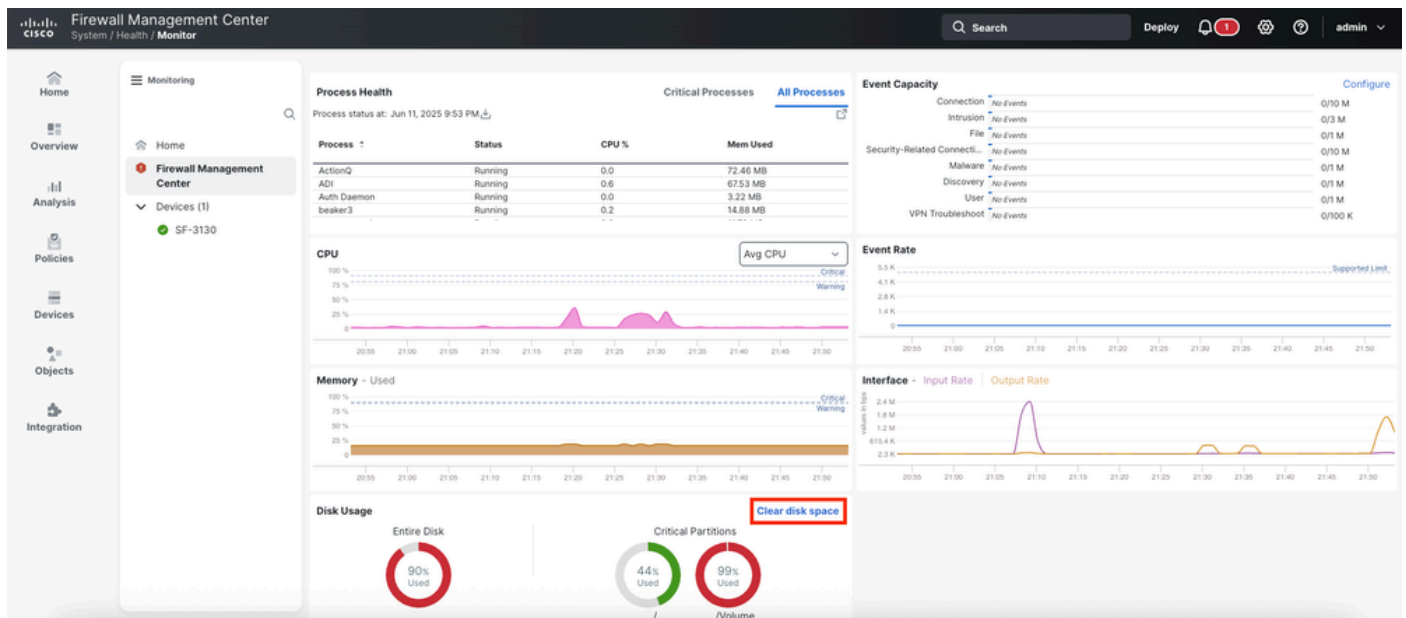 Firewall Management Center
cisco System / Health / Monitor
Search
Deploy
1
admin
Home
Overview
Analysis
Policies
Devices
Objects
Integration
Monitoring
Home
Firewall Management
Center
Devices (1)
SF-3130
Process Health Critical Processes All Processes
Process status at: Jun 11, 2025 9:53 PM
Process Status CPU % Mem Used
ActionQ Running 0.0 72.46 MB
ADI Running 0.6 67.53 MB
Auth Daemon Running 0.0 3.22 MB
beaker3 Running 0.2 14.88 MB
Event Capacity Configure
Connection No Events 0/10 M
Intrusion No Events 0/3 M
File No Events 0/1 M
Security-Related Connecti... No Events 0/10 M
Malware No Events 0/1 M
Discovery No Events 0/1 M
User No Events 0/1 M
VPN Troubleshoot No Events 0/100 K
CPU Avg CPU
100 % Critical
75 % Warning
50 %
25 %
0
20:55 21:00 21:05 21:10 21:15 21:20 21:25 21:30 21:35 21:40 21:45 21:50
Event Rate
5.5 K Supported Limit
4.1 K
2.8 K
1.4 K
0
20:55 21:00 21:05 21:10 21:15 21:20 21:25 21:30 21:35 21:40 21:45 21:50
Memory - Used
100 % Critical
75 % Warning
50 %
25 %
0
20:55 21:00 21:05 21:10 21:15 21:20 21:25 21:30 21:35 21:40 21:45 21:50
Interface - Input Rate Output Rate
values in bps
2.4 M
1.8 M
1.2 M
615.4 K
2.3 K
20:55 21:00 21:05 21:10 21:15 21:20 21:25 21:30 21:35 21:40 21:45 21:50
Disk Usage Clear disk space
Entire Disk Critical Partitions
90% 44% 99%
Used Used Used
/ /Volume